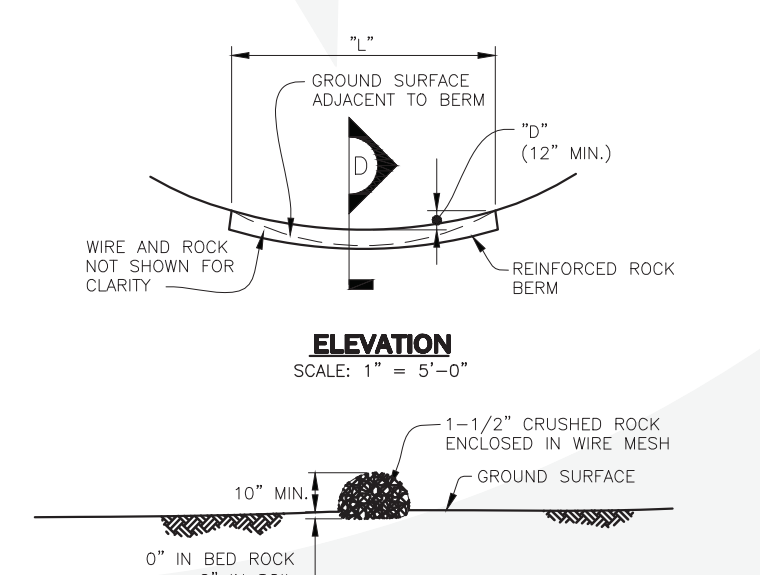 "L"
GROUND SURFACE
ADJACENT TO BERM
"D"
(12" MIN.)
D
WIRE AND ROCK
NOT SHOWN FOR
CLARITY
REINFORCED ROCK
BERM
ELEVATION
SCALE: 1" = 5'-0"
1-1/2" CRUSHED ROCK
ENCLOSED IN WIRE MESH
GROUND SURFACE
10" MIN.
0" IN BED ROCK